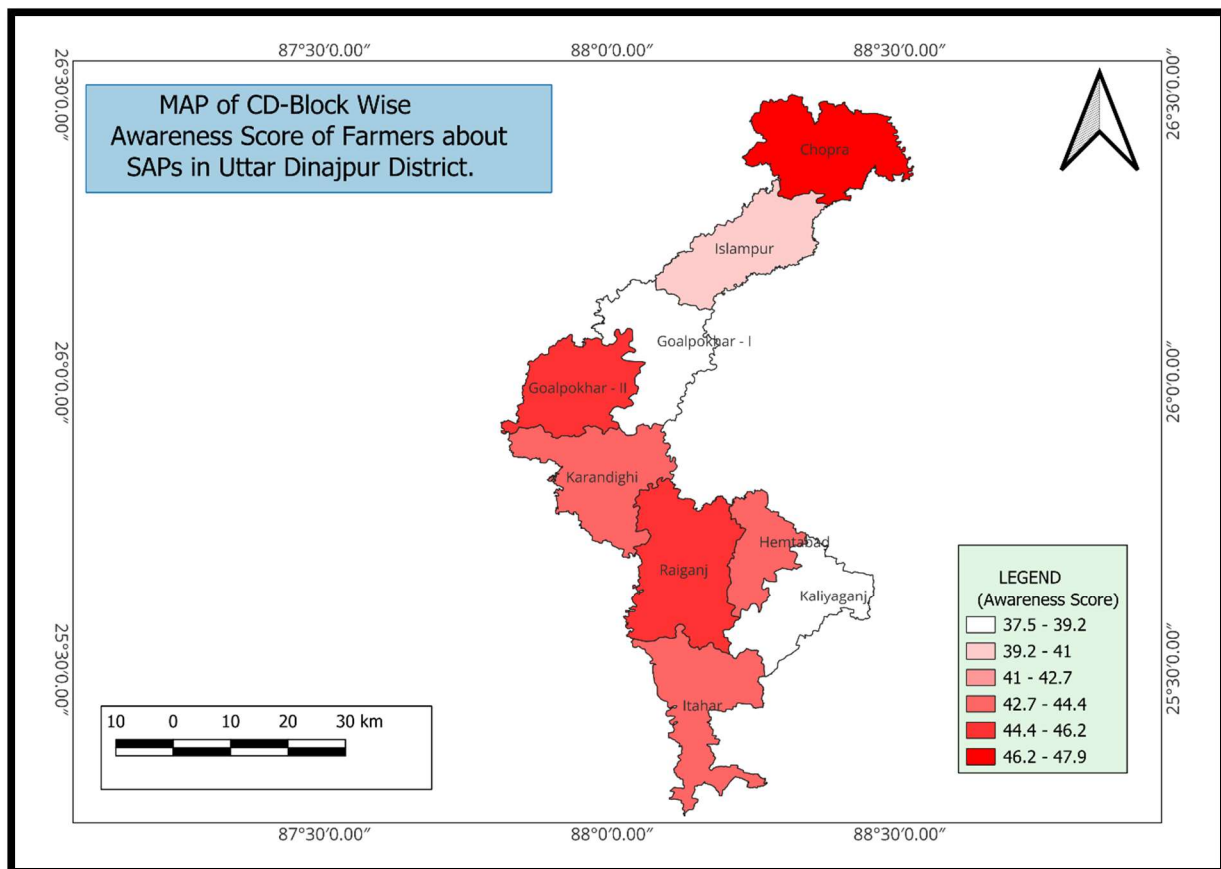 87°30′0.00″ 88°0′0.00″ 88°30′0.00″
26°30′0.00″ 26°30′0.00″
MAP of CD-Block Wise
Awareness Score of Farmers about
SAPs in Uttar Dinajpur District.
Chopra
Islampur
Goalpokhar - I
26°0′0.00″ 26°0′0.00″
Goalpokhar - II
Karandighi
Hemtabad
Raiganj
Kaliyaganj
25°30′0.00″ 25°30′0.00″
Itahar
LEGEND
(Awareness Score)
37.5 - 39.2
39.2 - 41
41 - 42.7
42.7 - 44.4
44.4 - 46.2
46.2 - 47.9
10 0 10 20 30 km
87°30′0.00″ 88°0′0.00″ 88°30′0.00″